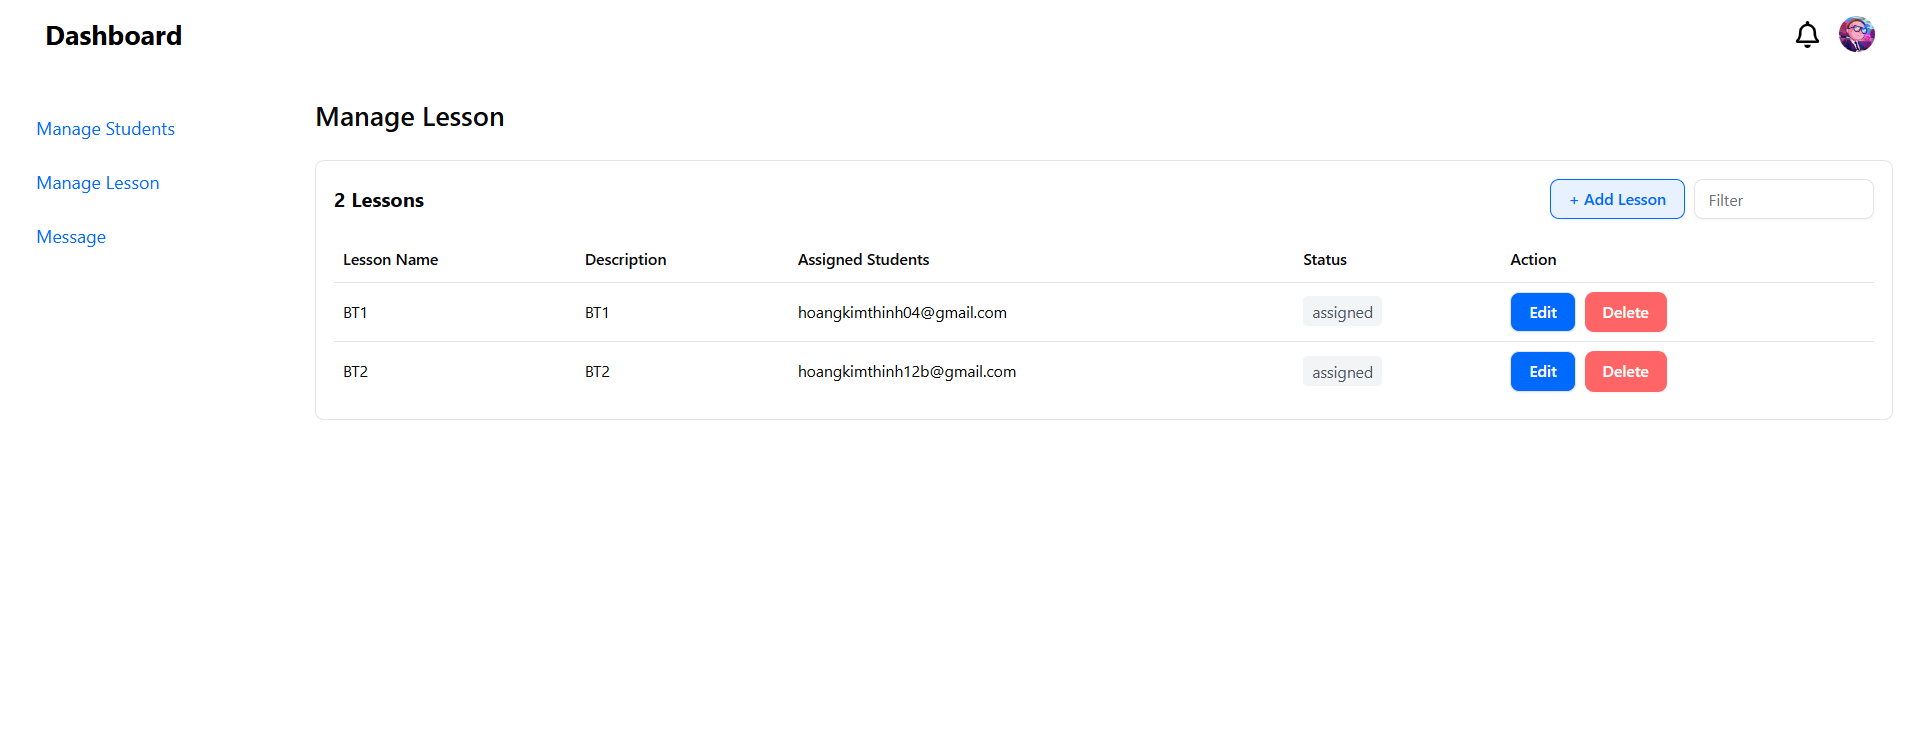 Dashboard
Manage Students
Manage Lesson
Message
Manage Lesson
2 Lessons
+ Add Lesson
Filter
Lesson Name Description Assigned Students Status Action
BT1 BT1 hoangkimthinh04@gmail.com assigned Edit Delete
BT2 BT2 hoangkimthinh12b@gmail.com assigned Edit Delete